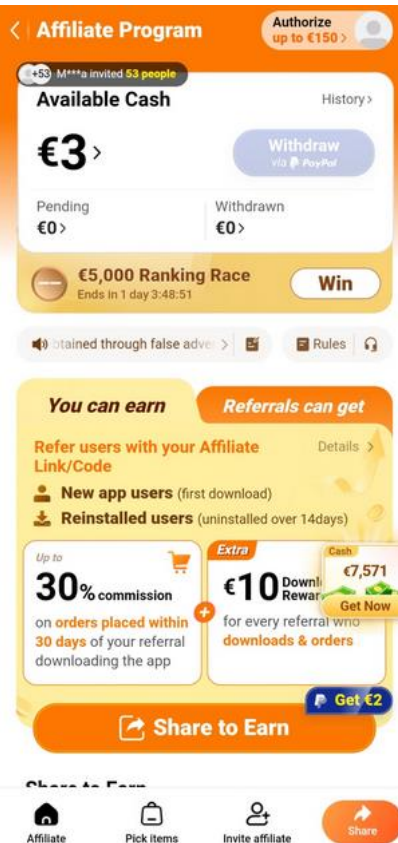 Affiliate Program
Authorize
up to €150 >
+53 M***a invited 53 people
Available Cash
History >
€3 >
Withdraw
via PayPal
Pending
Withdrawn
€0 >
€0 >
€5,000 Ranking Race
Ends in 1 day 3:48:51
Win
otained through false adve >
Rules
You can earn
Referrals can get
Refer users with your Affiliate
Link/Code
Details >
New app users (first download)
Reinstalled users (uninstalled over 14days)
Up to
30% commission
on orders placed within
30 days of your referral
downloading the app
+
Extra
€10 Downl
Rewar
for every referral who
downloads & orders
Cash
€7,571
Get Now
Get €2
Share to Earn
Share to Earn
Affiliate
Pick items
Invite affiliate
Share